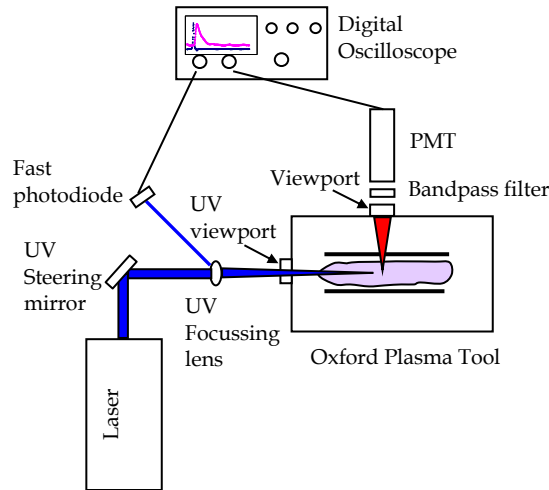 Digital
Oscilloscope
PMT
Fast
photodiode
Viewport
Bandpass filter
UV
viewport
UV
Steering
mirror
UV
Focussing
lens
Oxford Plasma Tool
Laser